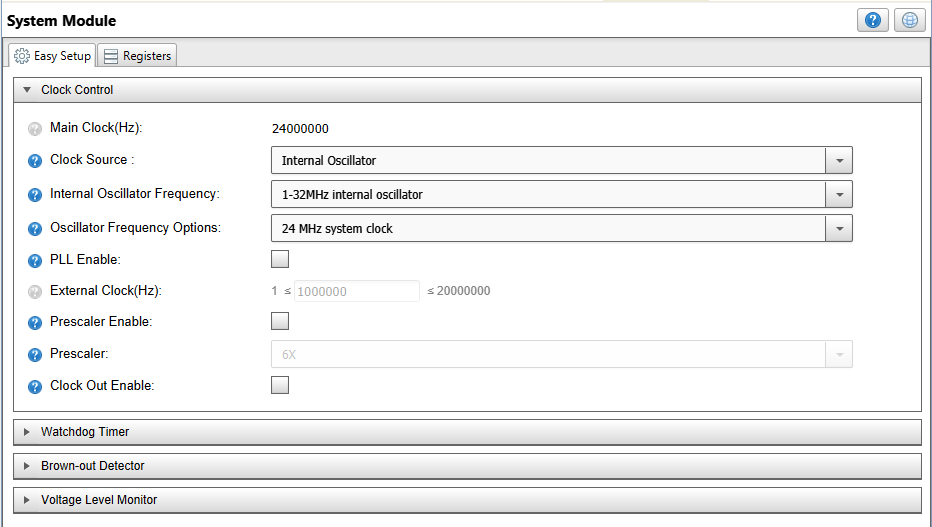 System Module
Easy Setup Registers
Clock Control
Main Clock(Hz): 24000000
Clock Source : Internal Oscillator
Internal Oscillator Frequency: 1-32MHz internal oscillator
Oscillator Frequency Options: 24 MHz system clock
PLL Enable:
External Clock(Hz): 1 ≤ 1000000 ≤ 20000000
Prescaler Enable:
Prescaler: 6X
Clock Out Enable:
Watchdog Timer
Brown-out Detector
Voltage Level Monitor